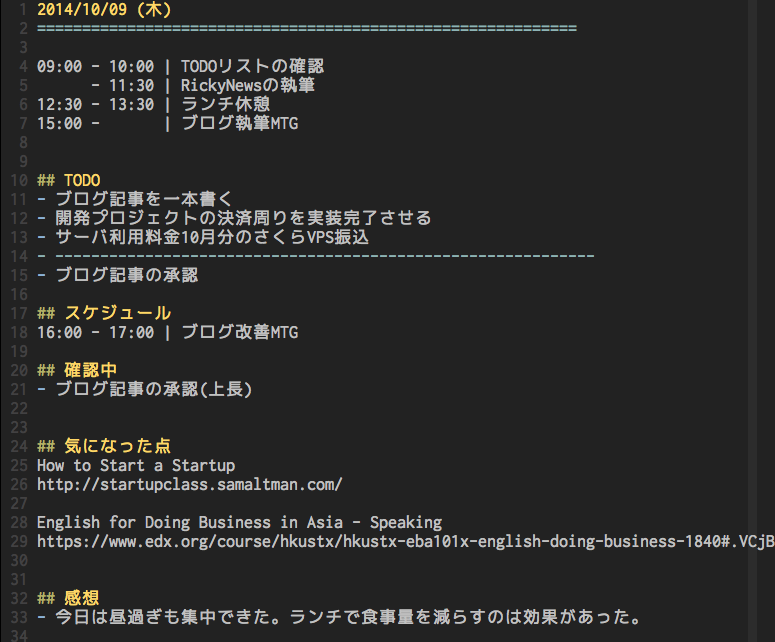 1 2014/10/09 (木)
2 ============================================================
3
4 09:00 - 10:00 | TODOリストの確認
5       - 11:30 | RickyNewsの執筆
6 12:30 - 13:30 | ランチ休憩
7 15:00 -       | ブログ執筆MTG
8
9
10 ## TODO
11 - ブログ記事を一本書く
12 - 開発プロジェクトの決済周りを実装完了させる
13 - サーバ利用料金10月分のさくらVPS振込
14 - ------------------------------------------------------------
15 - ブログ記事の承認
16
17 ## スケジュール
18 16:00 - 17:00 | ブログ改善MTG
19
20 ## 確認中
21 - ブログ記事の承認(上長)
22
23
24 ## 気になった点
25 How to Start a Startup
26 http://startupclass.samaltman.com/
27
28 English for Doing Business in Asia – Speaking
29 https://www.edx.org/course/hkustx/hkustx-eba101x-english-doing-business-1840#.VCjB
30
31
32 ## 感想
33 - 今日は昼過ぎも集中できた。ランチで食事量を減らすのは効果があった。
34